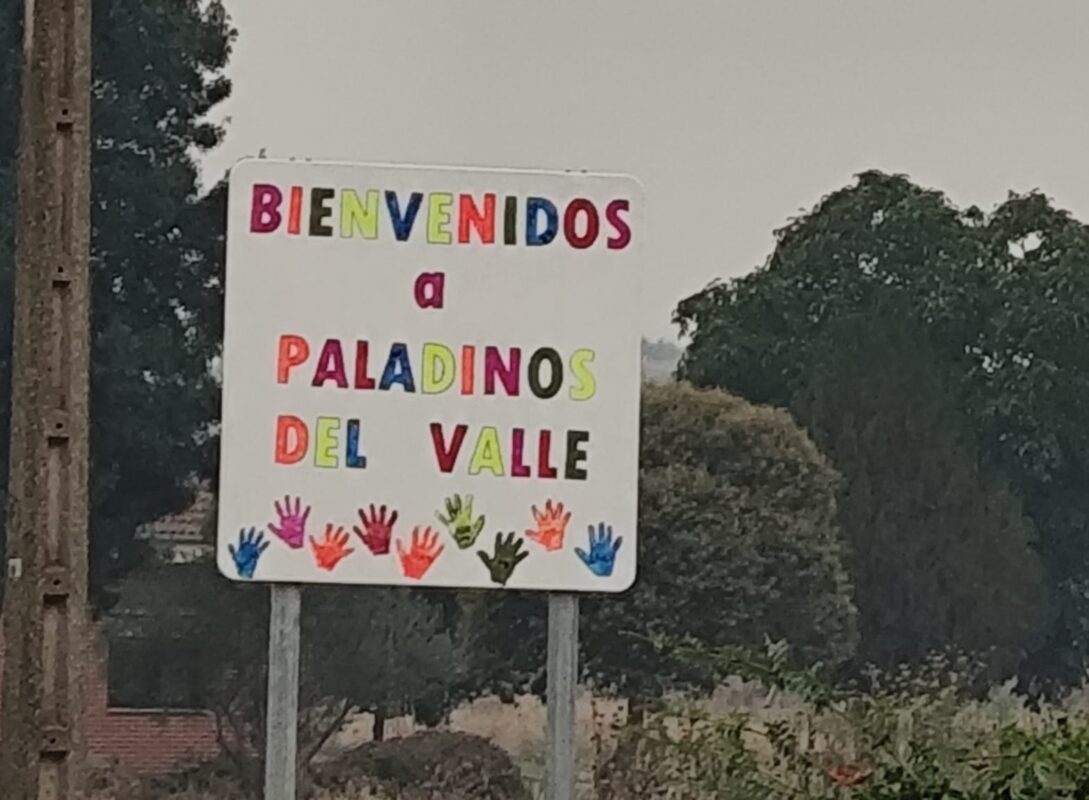 BIENVENIDOS
a
PALADINOS
DEL VALLE